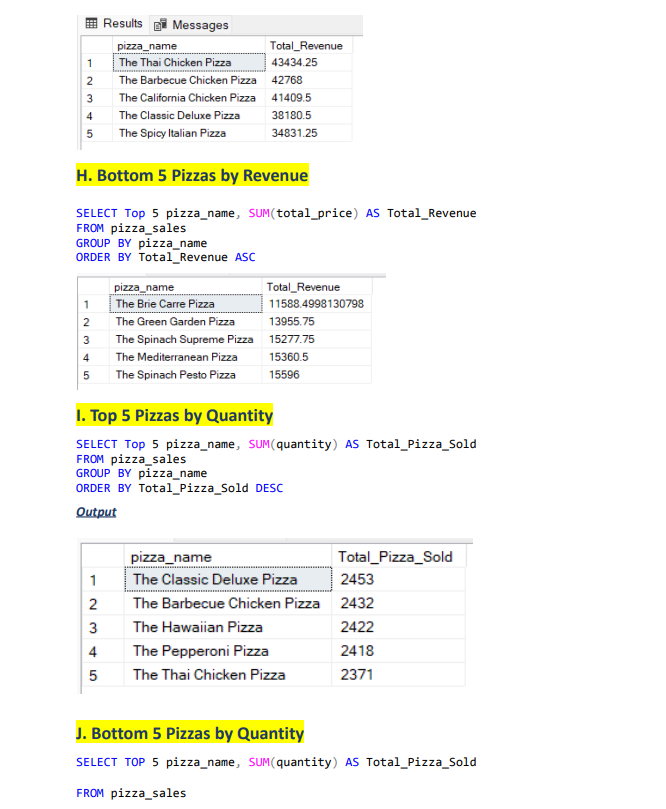 Results Messages
pizza_name Total_Revenue
1 The Thai Chicken Pizza 43434.25
2 The Barbecue Chicken Pizza 42768
3 The California Chicken Pizza 41409.5
4 The Classic Deluxe Pizza 38180.5
5 The Spicy Italian Pizza 34831.25
H. Bottom 5 Pizzas by Revenue
SELECT Top 5 pizza_name, SUM(total_price) AS Total_Revenue
FROM pizza_sales
GROUP BY pizza_name
ORDER BY Total_Revenue ASC
pizza_name Total_Revenue
1 The Brie Carre Pizza 11588.4998130798
2 The Green Garden Pizza 13955.75
3 The Spinach Supreme Pizza 15277.75
4 The Mediterranean Pizza 15360.5
5 The Spinach Pesto Pizza 15596
I. Top 5 Pizzas by Quantity
SELECT Top 5 pizza_name, SUM(quantity) AS Total_Pizza_Sold
FROM pizza_sales
GROUP BY pizza_name
ORDER BY Total_Pizza_Sold DESC
Output
pizza_name Total_Pizza_Sold
1 The Classic Deluxe Pizza 2453
2 The Barbecue Chicken Pizza 2432
3 The Hawaiian Pizza 2422
4 The Pepperoni Pizza 2418
5 The Thai Chicken Pizza 2371
J. Bottom 5 Pizzas by Quantity
SELECT TOP 5 pizza_name, SUM(quantity) AS Total_Pizza_Sold
FROM pizza_sales